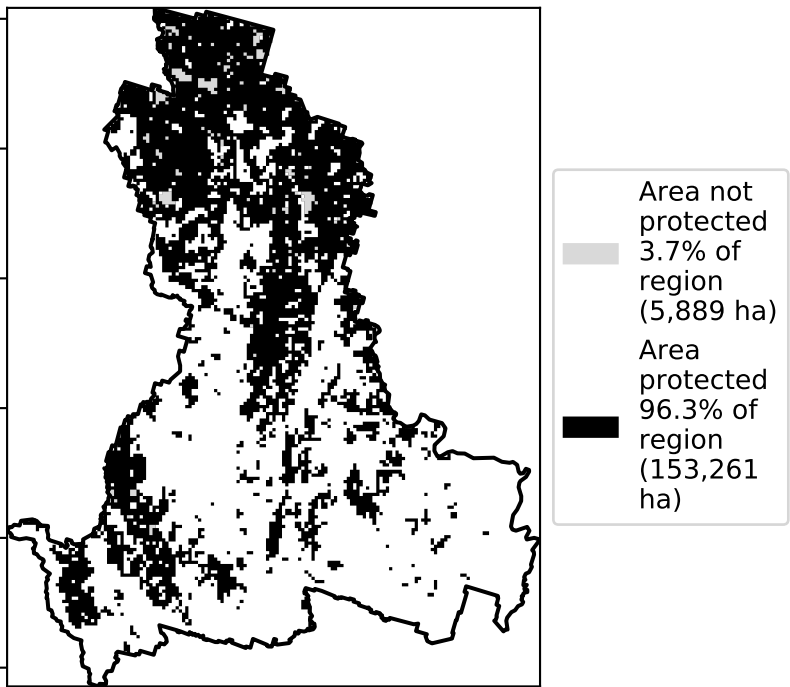 Area not
protected
3.7% of
region
(5,889 ha)
Area
protected
96.3% of
region
(153,261
ha)